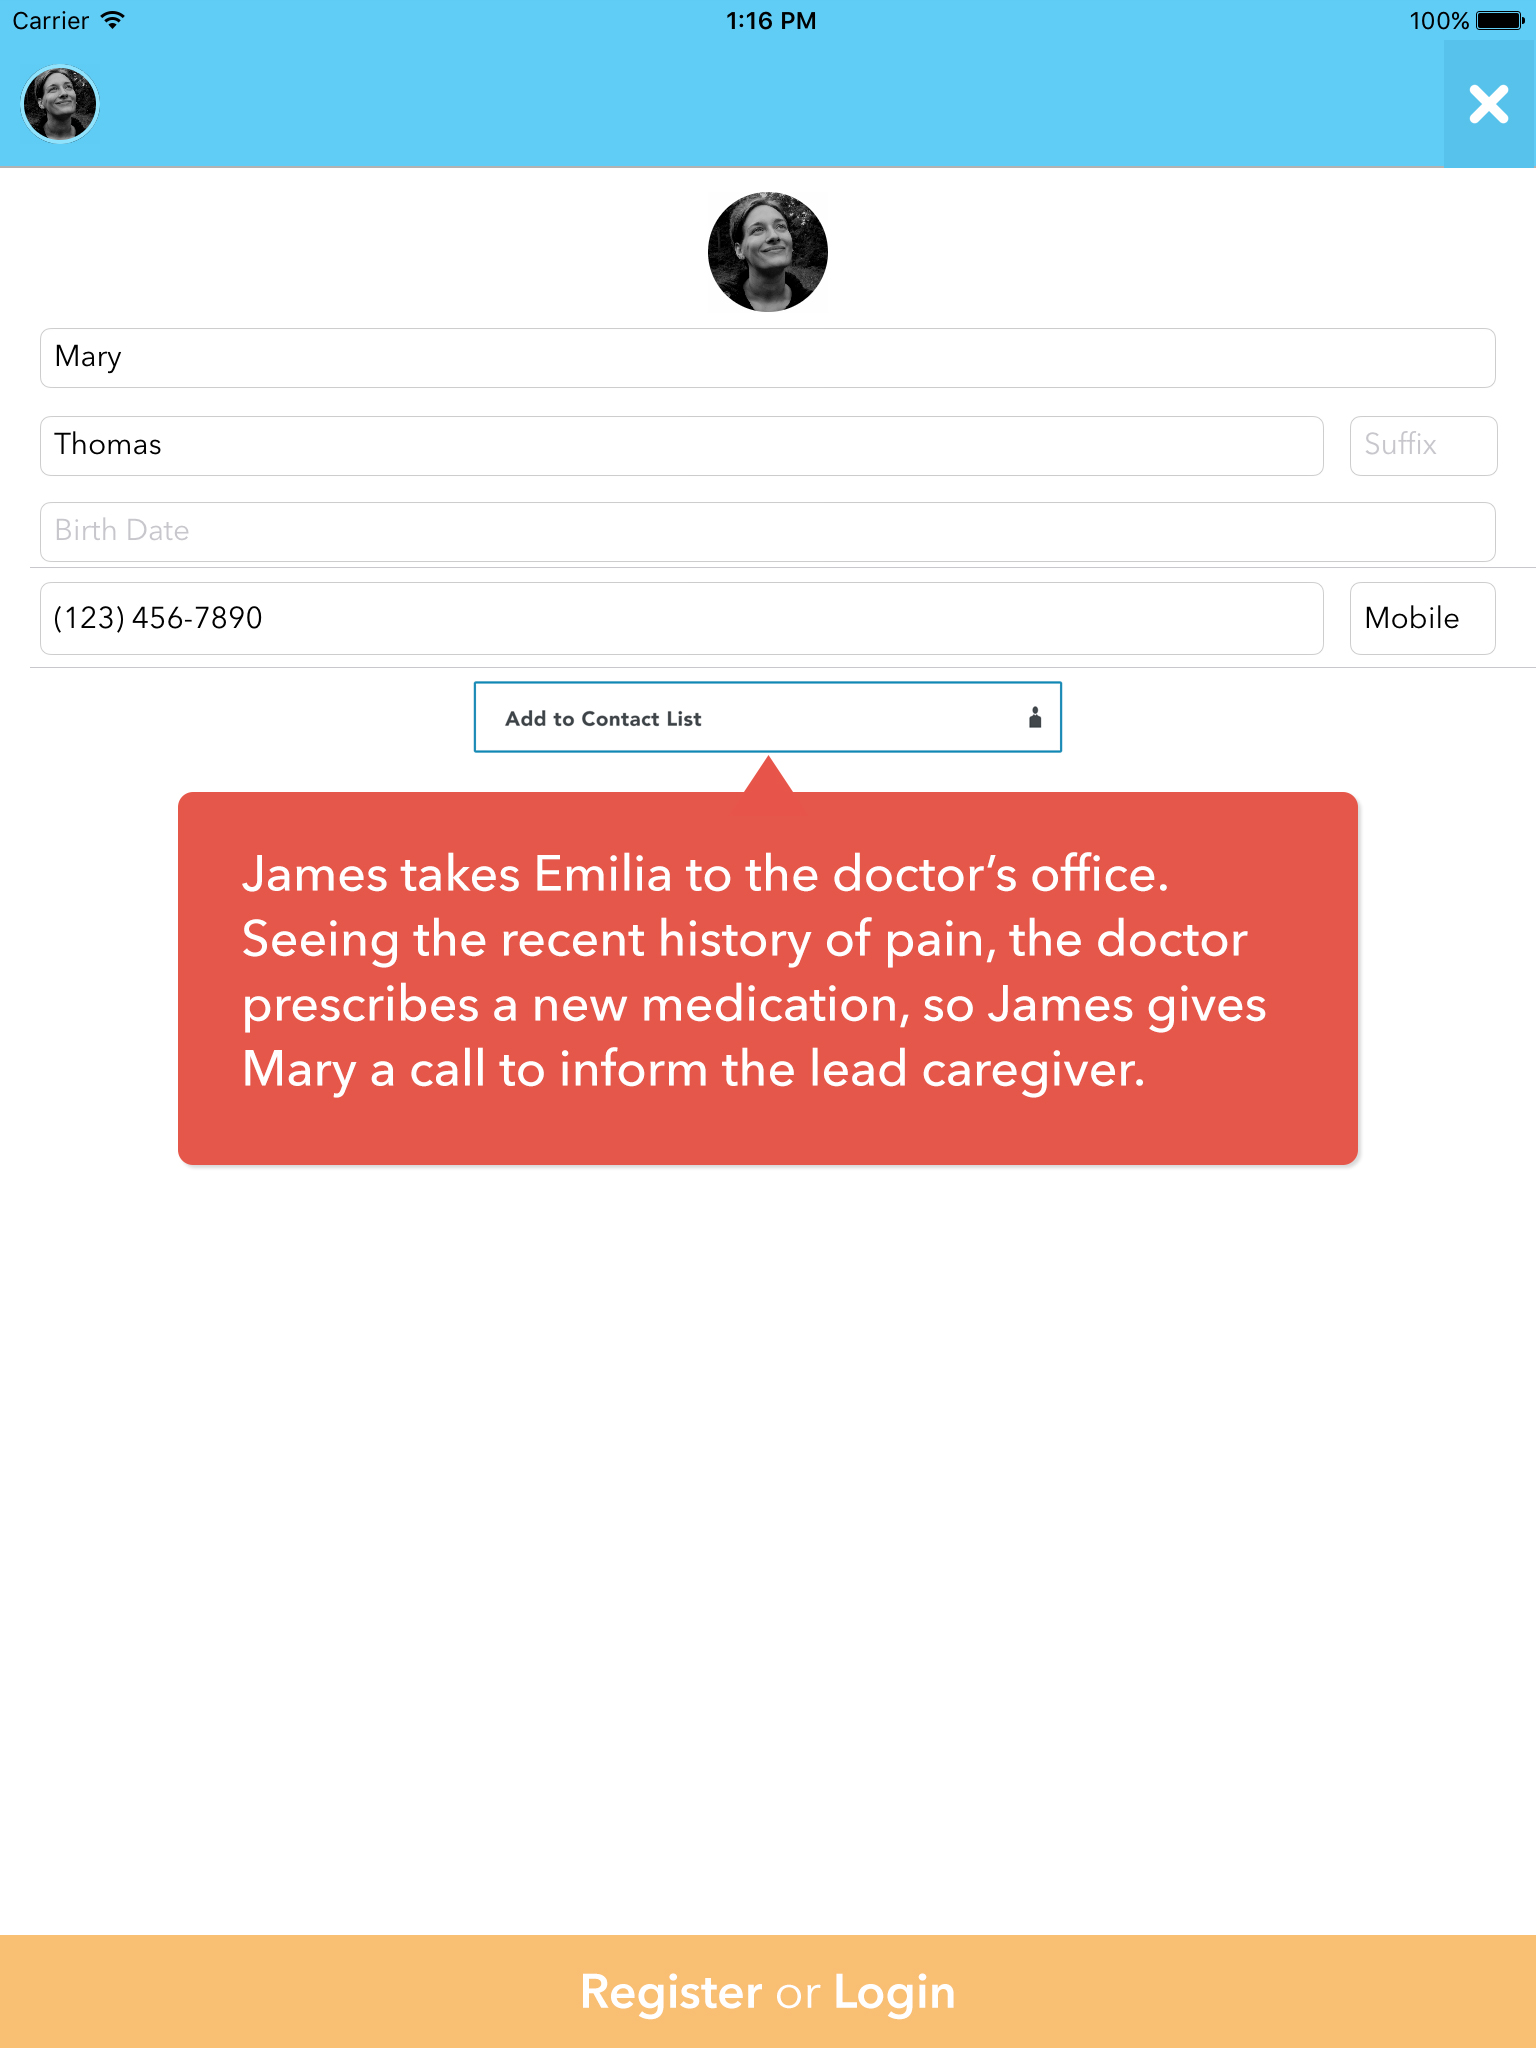 Carrier 1:16 PM 100%
Mary
Thomas Suffix
Birth Date
(123) 456-7890 Mobile
Add to Contact List
James takes Emilia to the doctor’s office.
Seeing the recent history of pain, the doctor
prescribes a new medication, so James gives
Mary a call to inform the lead caregiver.
Register or Login